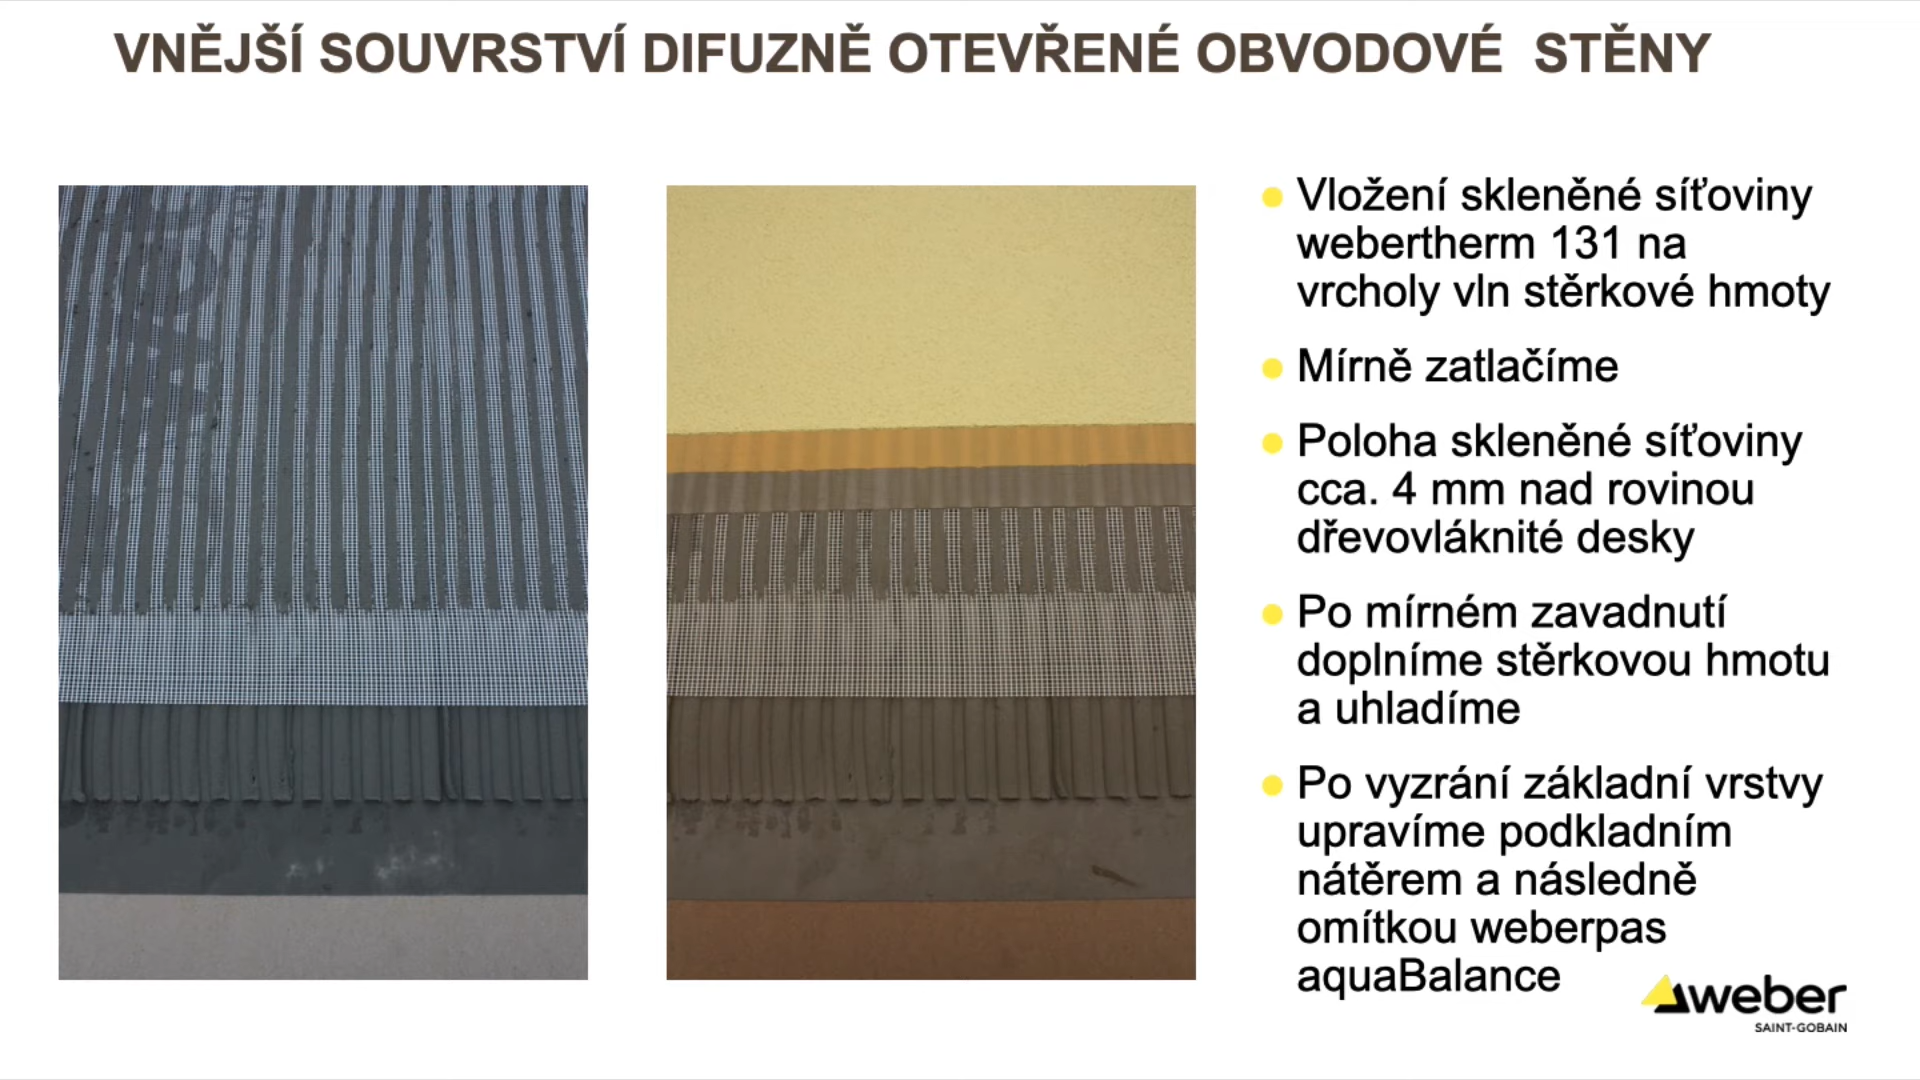 VNĚJŠÍ SOUVRSTVÍ DIFUZNĚ OTEVŘENÉ OBVODOVÉ STĚNY
Vložení skleněné síťoviny
webertherm 131 na
vrcholy vln stěrkové hmoty
Mírně zatlačíme
Poloha skleněné síťoviny
cca. 4 mm nad rovinou
dřevovláknité desky
Po mírném zavadnutí
doplníme stěrkovou hmotu
a uhladíme
Po vyzrání základní vrstvy
upravíme podkladním
nátěrem a následně
omítkou weberpas
aquaBalance
weber
SAINT-GOBAIN